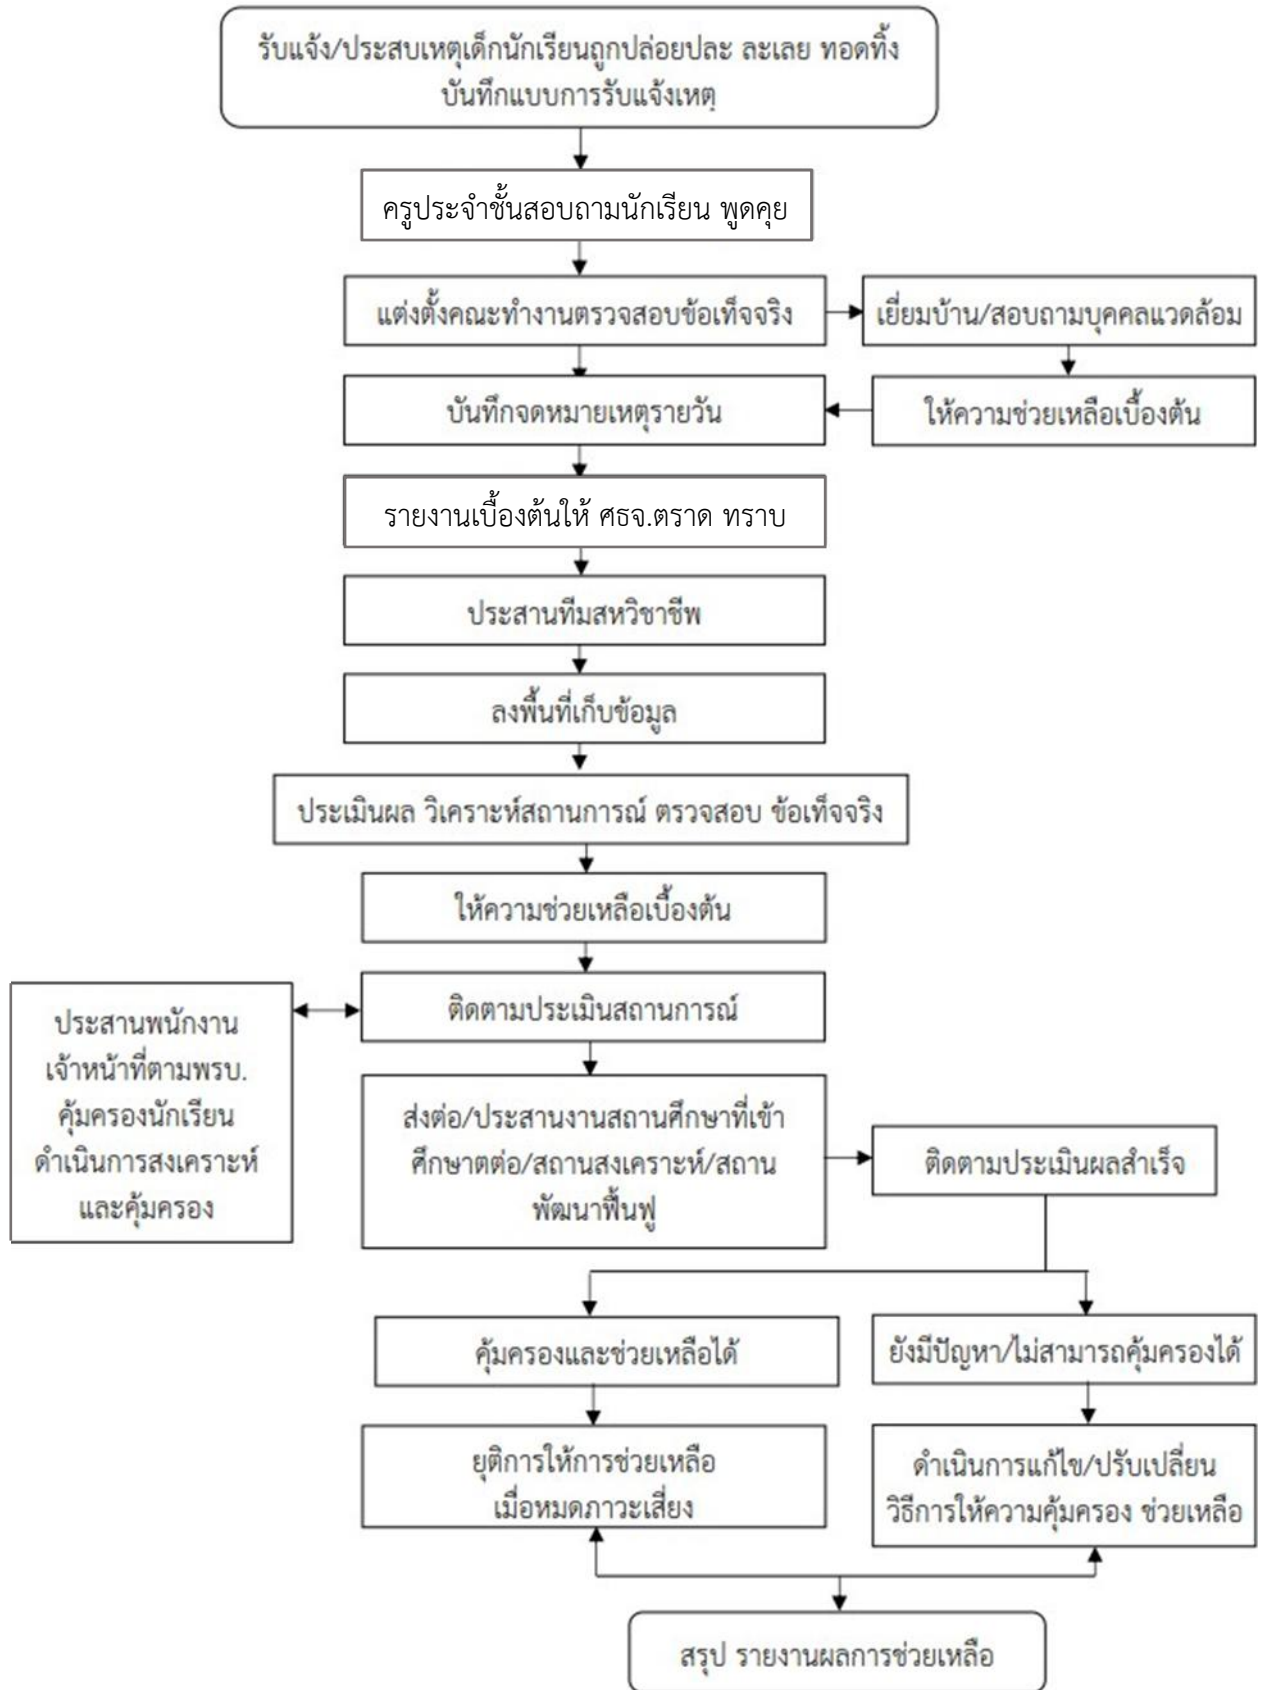 รับแจ้ง/ประสบเหตุเด็กนักเรียนถูกปล่อยปละ ละเลย ทอดทิ้ง
บันทึกแบบการรับแจ้งเหตุ
ครูประจำชั้นสอบถามนักเรียน พูดคุย
แต่งตั้งคณะทำงานตรวจสอบข้อเท็จจริง
เยี่ยมบ้าน/สอบถามบุคคลแวดล้อม
บันทึกจดหมายเหตุรายวัน
ให้ความช่วยเหลือเบื้องต้น
รายงานเบื้องต้นให้ ศธจ.ตราด ทราบ
ประสานทีมสหวิชาชีพ
ลงพื้นที่เก็บข้อมูล
ประเมินผล วิเคราะห์สถานการณ์ ตรวจสอบ ข้อเท็จจริง
ให้ความช่วยเหลือเบื้องต้น
ติดตามประเมินสถานการณ์
ประสานพนักงาน
เจ้าหน้าที่ตามพรบ.
คุ้มครองนักเรียน
ดำเนินการสงเคราะห์
และคุ้มครอง
ส่งต่อ/ประสานงานสถานศึกษาที่เข้า
ศึกษาตต่อ/สถานสงเคราะห์/สถาน
พัฒนาฟื้นฟู
ติดตามประเมินผลสำเร็จ
คุ้มครองและช่วยเหลือได้
ยังมีปัญหา/ไม่สามารถคุ้มครองได้
ยุติการให้การช่วยเหลือ
เมื่อหมดภาวะเสี่ยง
ดำเนินการแก้ไข/ปรับเปลี่ยน
วิธีการให้ความคุ้มครอง ช่วยเหลือ
สรุป รายงานผลการช่วยเหลือ